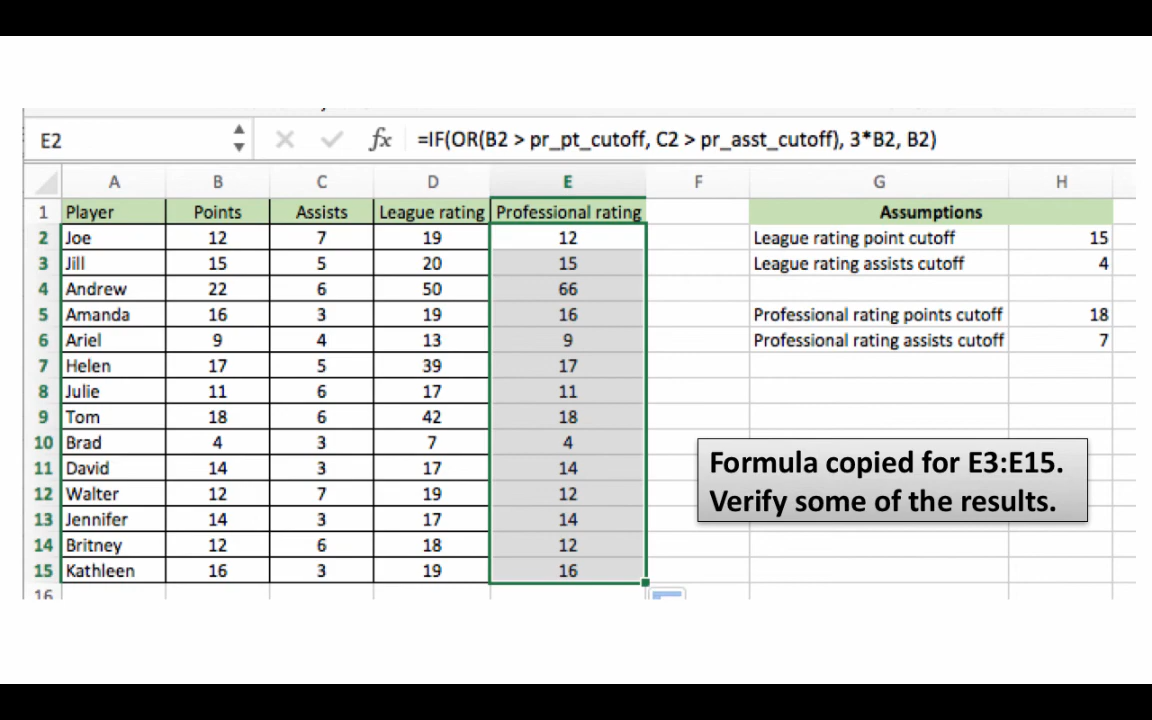 E2 fx =IF(OR(B2 > pr_pt_cutoff, C2 > pr_asst_cutoff), 3*B2, B2)
A B C D E F G H
1 Player Points Assists League rating Professional rating Assumptions
2 Joe 12 7 19 12 League rating point cutoff 15
3 Jill 15 5 20 15 League rating assists cutoff 4
4 Andrew 22 6 50 66
5 Amanda 16 3 19 16 Professional rating points cutoff 18
6 Ariel 9 4 13 9 Professional rating assists cutoff 7
7 Helen 17 5 39 17
8 Julie 11 6 17 11
9 Tom 18 6 42 18
10 Brad 4 3 7 4
11 David 14 3 17 14
12 Walter 12 7 19 12
13 Jennifer 14 3 17 14
14 Britney 12 6 18 12
15 Kathleen 16 3 19 16
16
Formula copied for E3:E15.
Verify some of the results.